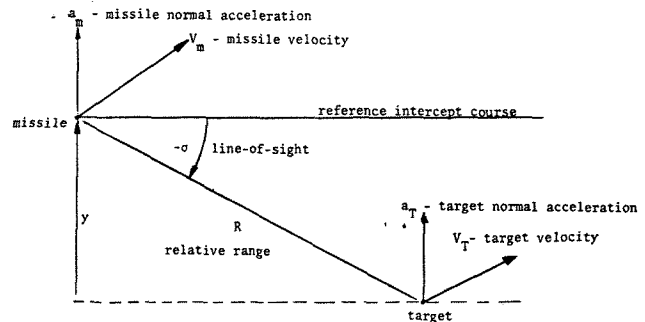 a_m - missile normal acceleration
V_m - missile velocity
reference intercept course
missile
-σ
line-of-sight
a_T - target normal acceleration
y
R
V_T- target velocity
relative range
target